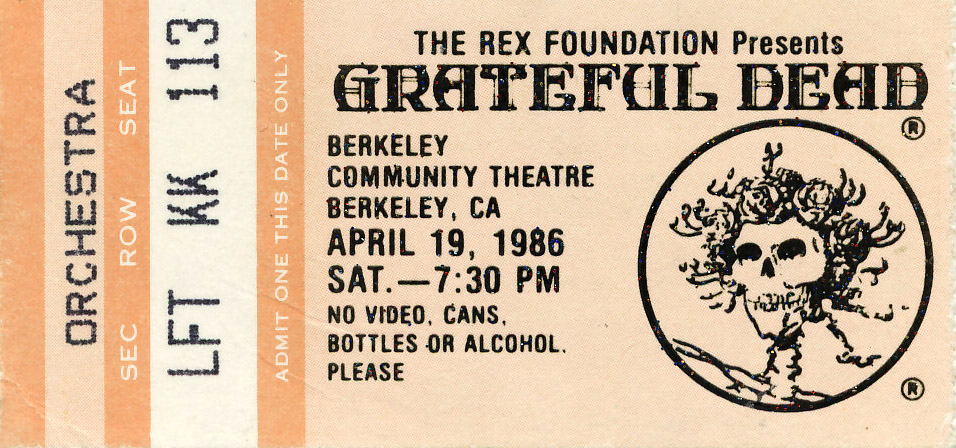 ORCHESTRA
SEC ROW SEAT
LFT KK 113
ADMIT ONE THIS DATE ONLY
THE REX FOUNDATION Presents
GRATEFUL DEAD
®
BERKELEY
COMMUNITY THEATRE
BERKELEY, CA
APRIL 19, 1986
SAT.—7:30 PM
NO VIDEO, CANS,
BOTTLES OR ALCOHOL.
PLEASE
®